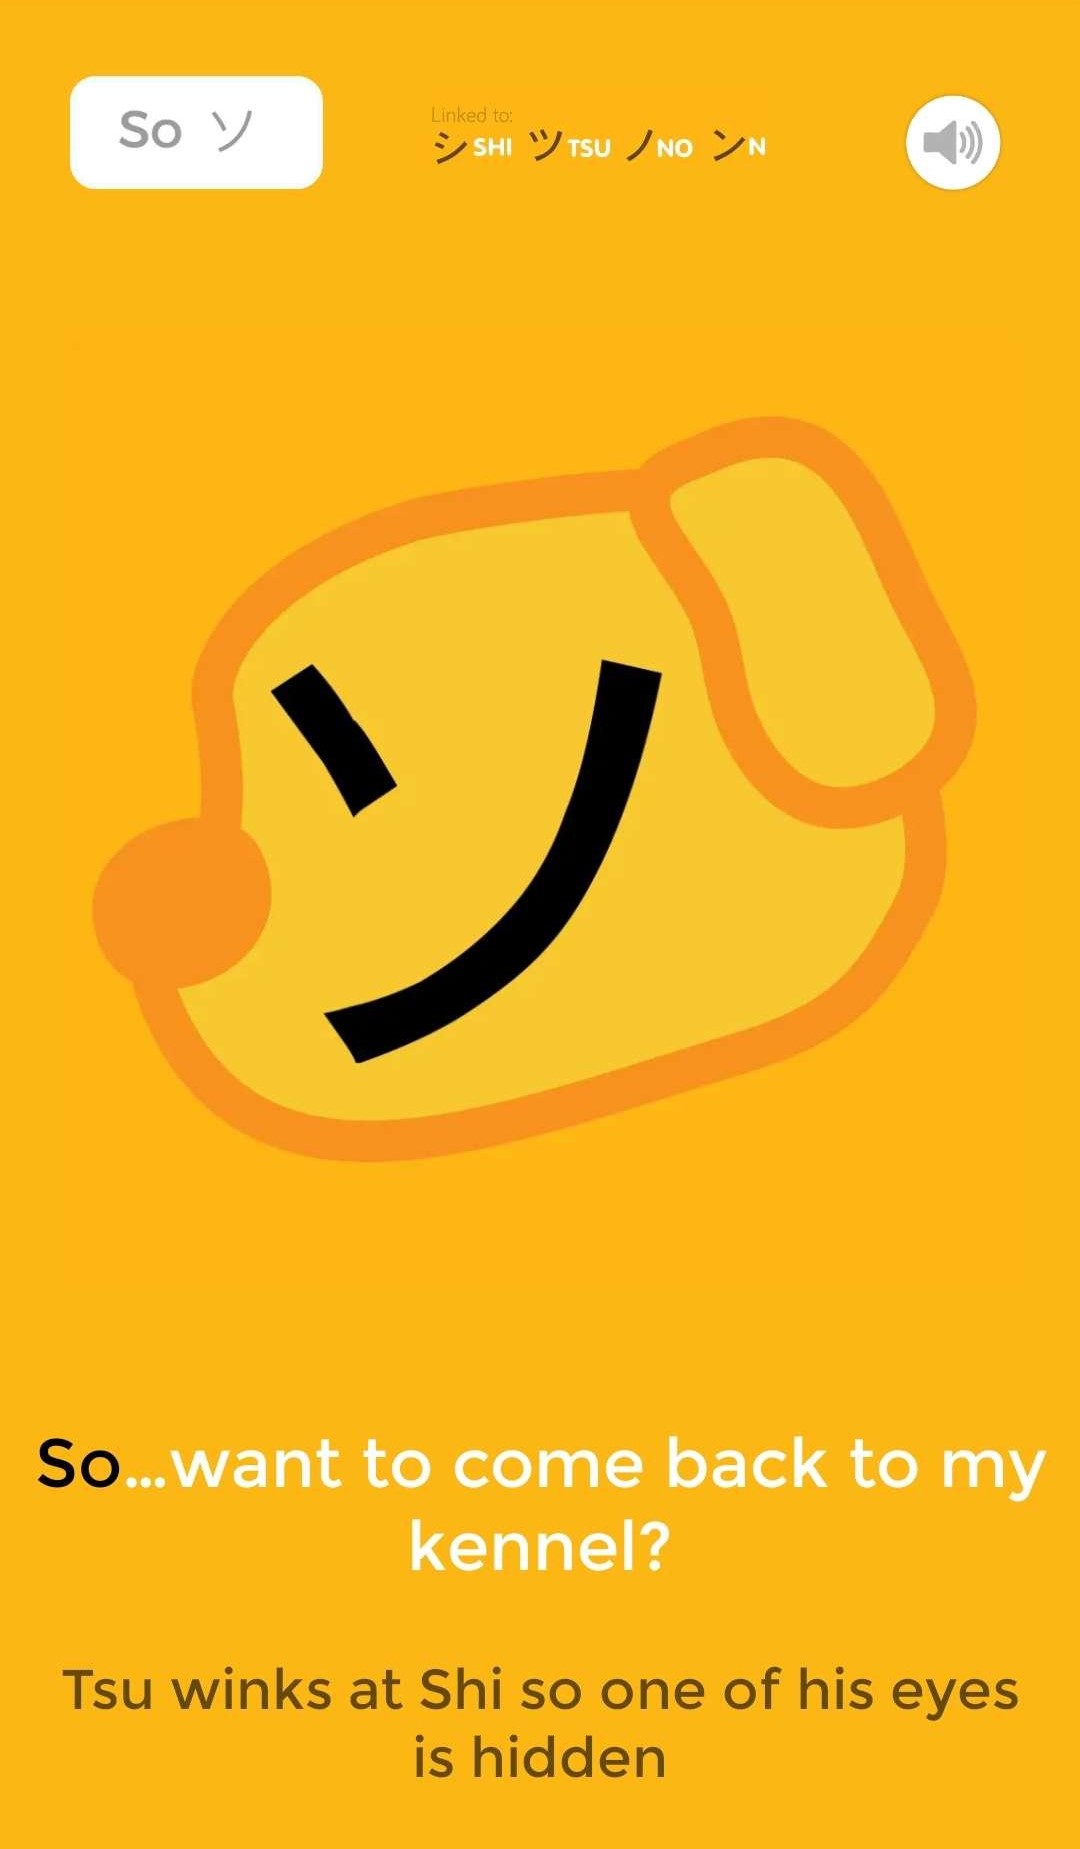 So ソ
Linked to:
シ SHI ツ TSU ノ NO ン N
ソ
So...want to come back to my
kennel?
Tsu winks at Shi so one of his eyes
is hidden